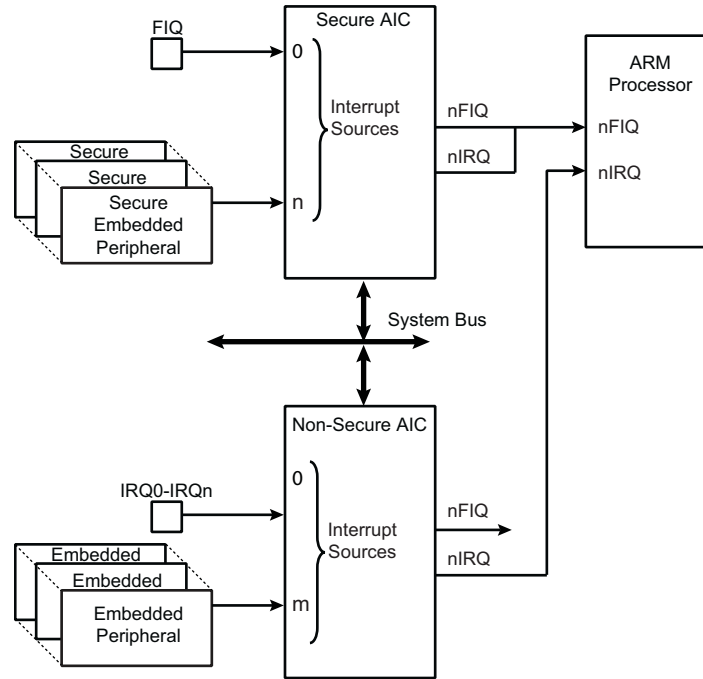 FIQ
Secure AIC
0
Interrupt
Sources
n
nFIQ
nIRQ
ARM
Processor
nFIQ
nIRQ
Secure
Secure
Secure
Embedded
Peripheral
System Bus
Non-Secure AIC
IRQ0-IRQn
0
Interrupt
Sources
m
nFIQ
nIRQ
Embedded
Embedded
Embedded
Peripheral